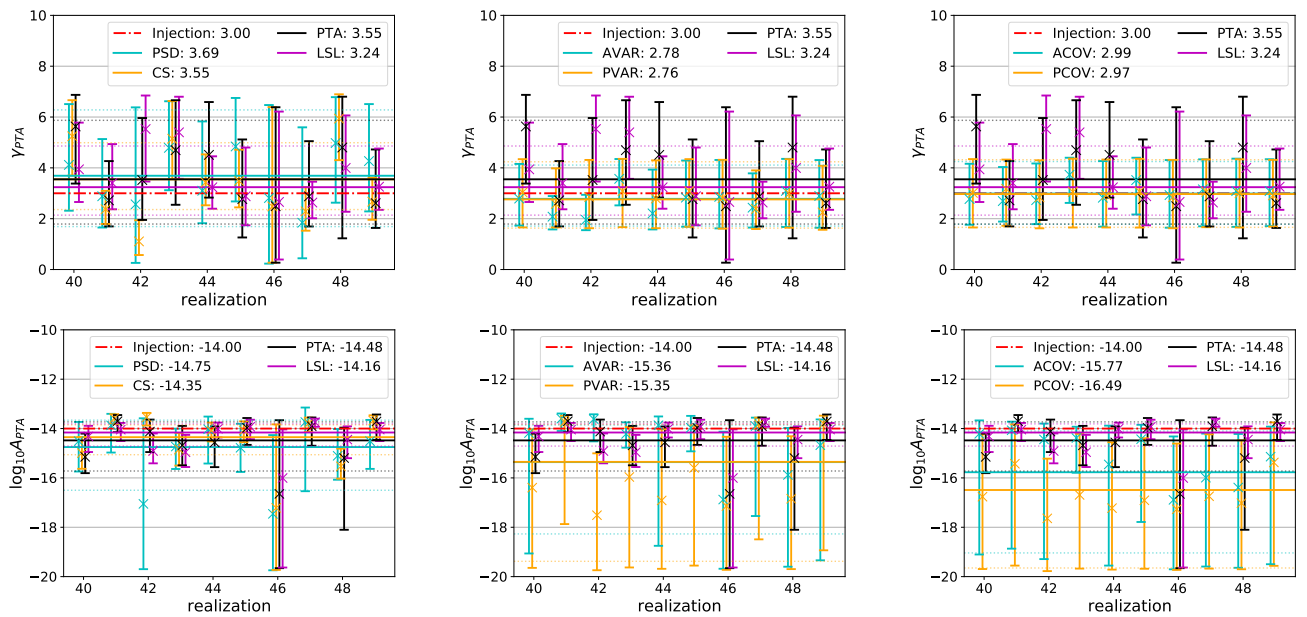 10
8
6
4
2
0
γPTA
Injection: 3.00
PSD: 3.69
CS: 3.55
PTA: 3.55
LSL: 3.24
40 42 44 46 48
realization
10
8
6
4
2
0
γPTA
Injection: 3.00
AVAR: 2.78
PVAR: 2.76
PTA: 3.55
LSL: 3.24
40 42 44 46 48
realization
10
8
6
4
2
0
γPTA
Injection: 3.00
ACOV: 2.99
PCOV: 2.97
PTA: 3.55
LSL: 3.24
40 42 44 46 48
realization
−10
−12
−14
−16
−18
−20
log10APTA
Injection: -14.00
PSD: -14.75
CS: -14.35
PTA: -14.48
LSL: -14.16
40 42 44 46 48
realization
−10
−12
−14
−16
−18
−20
log10APTA
Injection: -14.00
AVAR: -15.36
PVAR: -15.35
PTA: -14.48
LSL: -14.16
40 42 44 46 48
realization
−10
−12
−14
−16
−18
−20
log10APTA
Injection: -14.00
ACOV: -15.77
PCOV: -16.49
PTA: -14.48
LSL: -14.16
40 42 44 46 48
realization